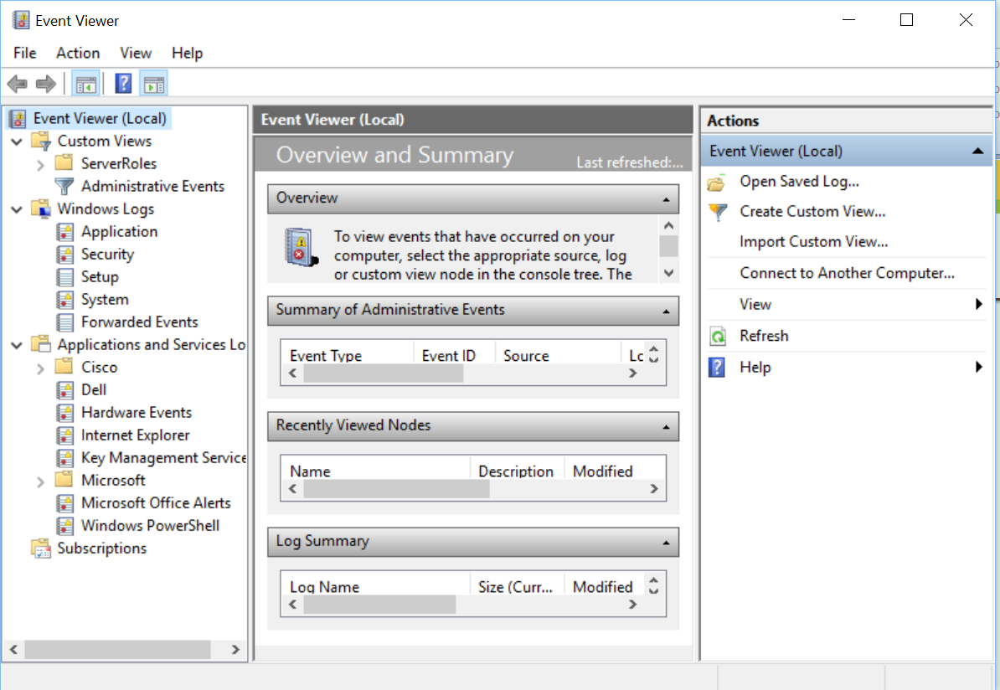 Event Viewer
File Action View Help
Event Viewer (Local)
Custom Views
ServerRoles
Administrative Events
Windows Logs
Application
Security
Setup
System
Forwarded Events
Applications and Services Lo
Cisco
Dell
Hardware Events
Internet Explorer
Key Management Service
Microsoft
Microsoft Office Alerts
Windows PowerShell
Subscriptions
Event Viewer (Local)
Overview and Summary
Last refreshed:...
Overview
To view events that have occurred on your
computer, select the appropriate source, log
or custom view node in the console tree. The
Summary of Administrative Events
Event Type Event ID Source Lc
Recently Viewed Nodes
Name Description Modified
Log Summary
Log Name Size (Curr... Modified
Actions
Event Viewer (Local)
Open Saved Log...
Create Custom View...
Import Custom View...
Connect to Another Computer...
View
Refresh
Help